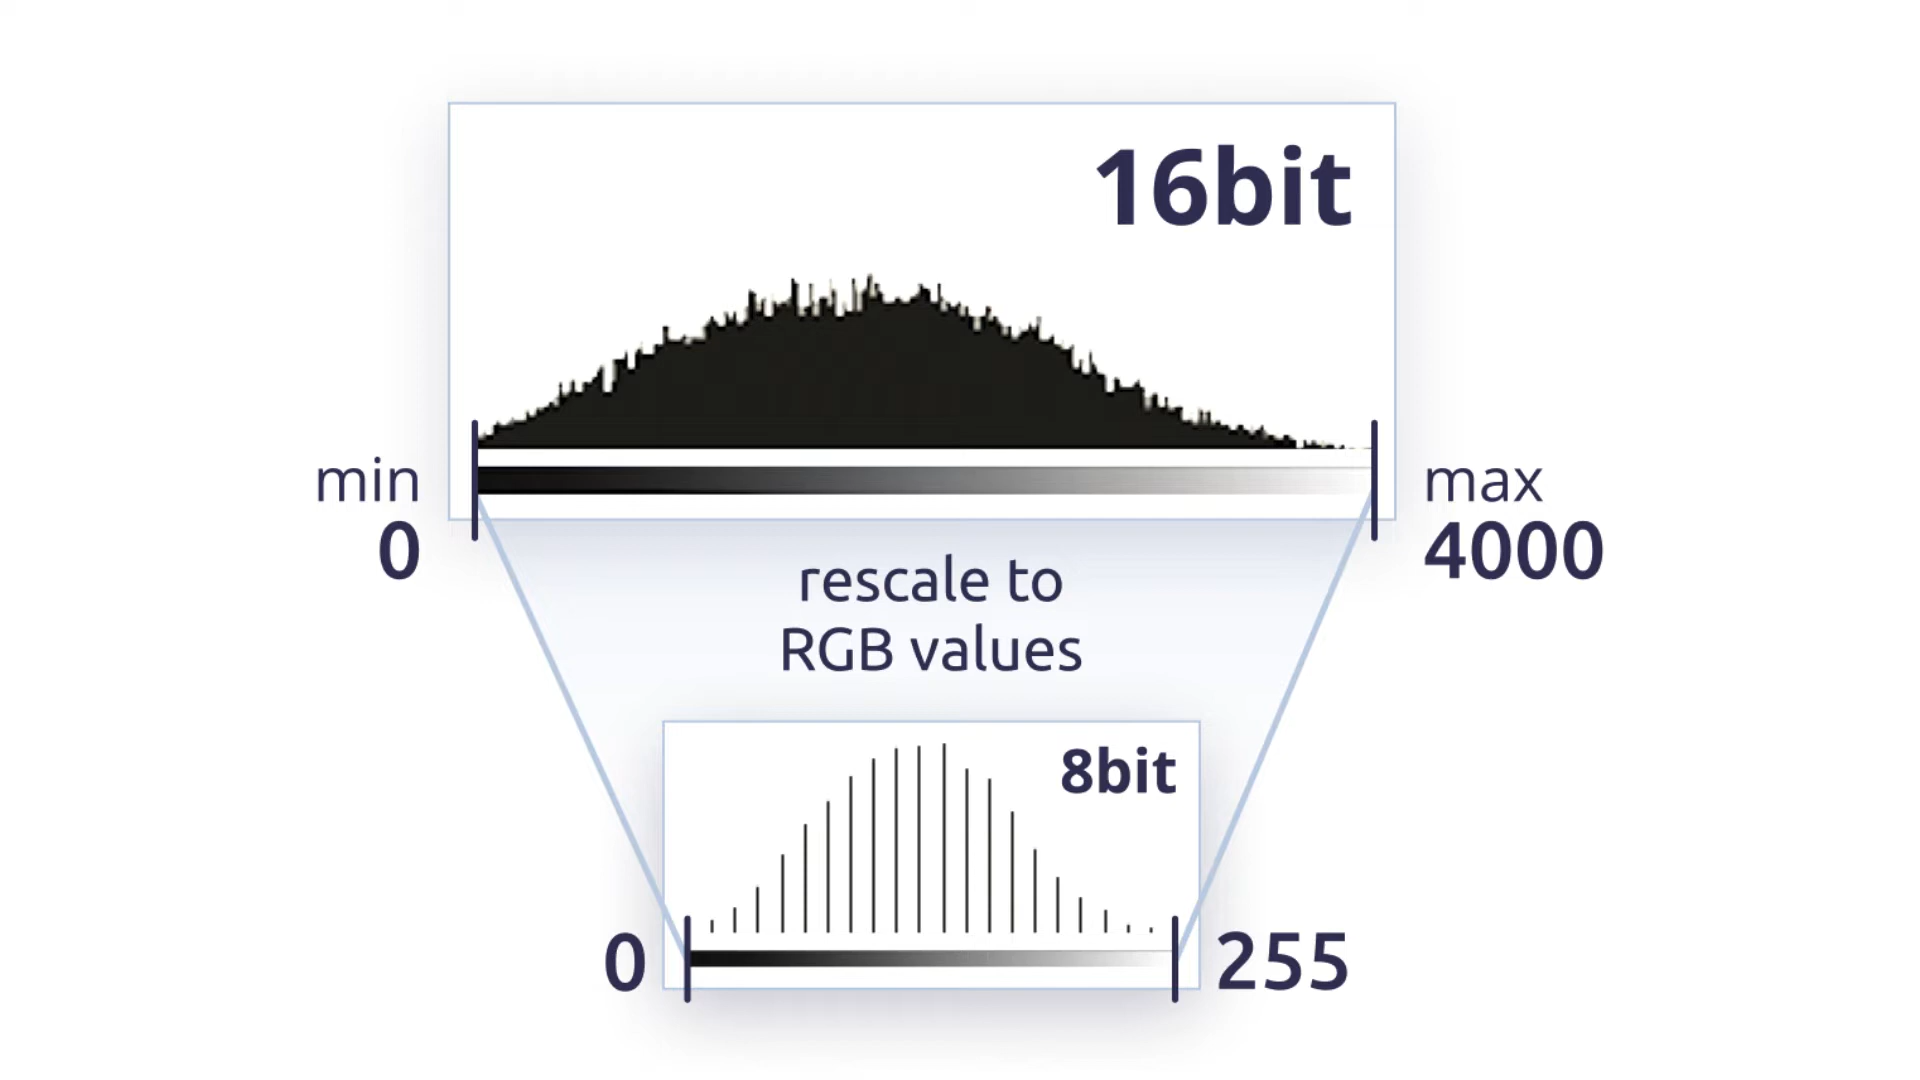 16bit
min
0
max
4000
rescale to
RGB values
8bit
0
255